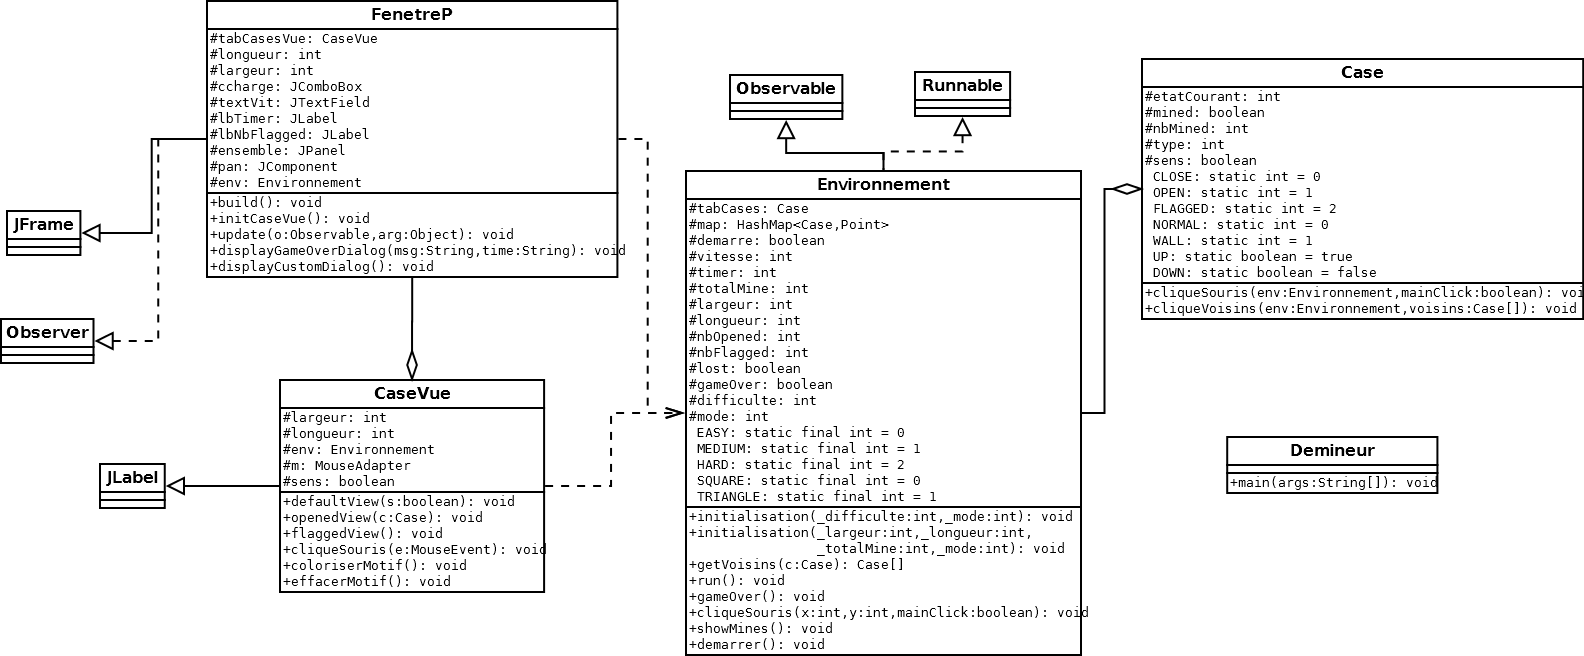 FenetreP
#tabCasesVue: CaseVue
#longueur: int
#largeur: int
#ccharge: JComboBox
#textVit: JTextField
#lbTimer: JLabel
#lbNbFlagged: JLabel
#ensemble: JPanel
#pan: JComponent
#env: Environnement
+build(): void
+initCaseVue(): void
+update(o:Observable,arg:Object): void
+displayGameOverDialog(msg:String,time:String): void
+displayCustomDialog(): void
JFrame
Observer
CaseVue
#largeur: int
#longueur: int
#env: Environnement
#m: MouseAdapter
#sens: boolean
+defaultView(s:boolean): void
+openedView(c:Case): void
+flaggedView(): void
+cliqueSouris(e:MouseEvent): void
+coloriserMotif(): void
+effacerMotif(): void
JLabel
Observable
Runnable
Environnement
#tabCases: Case
#map: HashMap<Case,Point>
#demarre: boolean
#vitesse: int
#timer: int
#totalMine: int
#largeur: int
#longueur: int
#nbOpened: int
#nbFlagged: int
#lost: boolean
#gameOver: boolean
#difficulte: int
#mode: int
EASY: static final int = 0
MEDIUM: static final int = 1
HARD: static final int = 2
SQUARE: static final int = 0
TRIANGLE: static final int = 1
+initialisation(_difficulte:int,_mode:int): void
+initialisation(_largeur:int,_longueur:int,
_totalMine:int,_mode:int): void
+getVoisins(c:Case): Case[]
+run(): void
+gameOver(): void
+cliqueSouris(x:int,y:int,mainClick:boolean): void
+showMines(): void
+demarrer(): void
Case
#etatCourant: int
#mined: boolean
#nbMined: int
#type: int
#sens: boolean
CLOSE: static int = 0
OPEN: static int = 1
FLAGGED: static int = 2
NORMAL: static int = 0
WALL: static int = 1
UP: static boolean = true
DOWN: static boolean = false
+cliqueSouris(env:Environnement,mainClick:boolean): voi
+cliqueVoisins(env:Environnement,voisins:Case[]): void
Demineur
+main(args:String[]): void